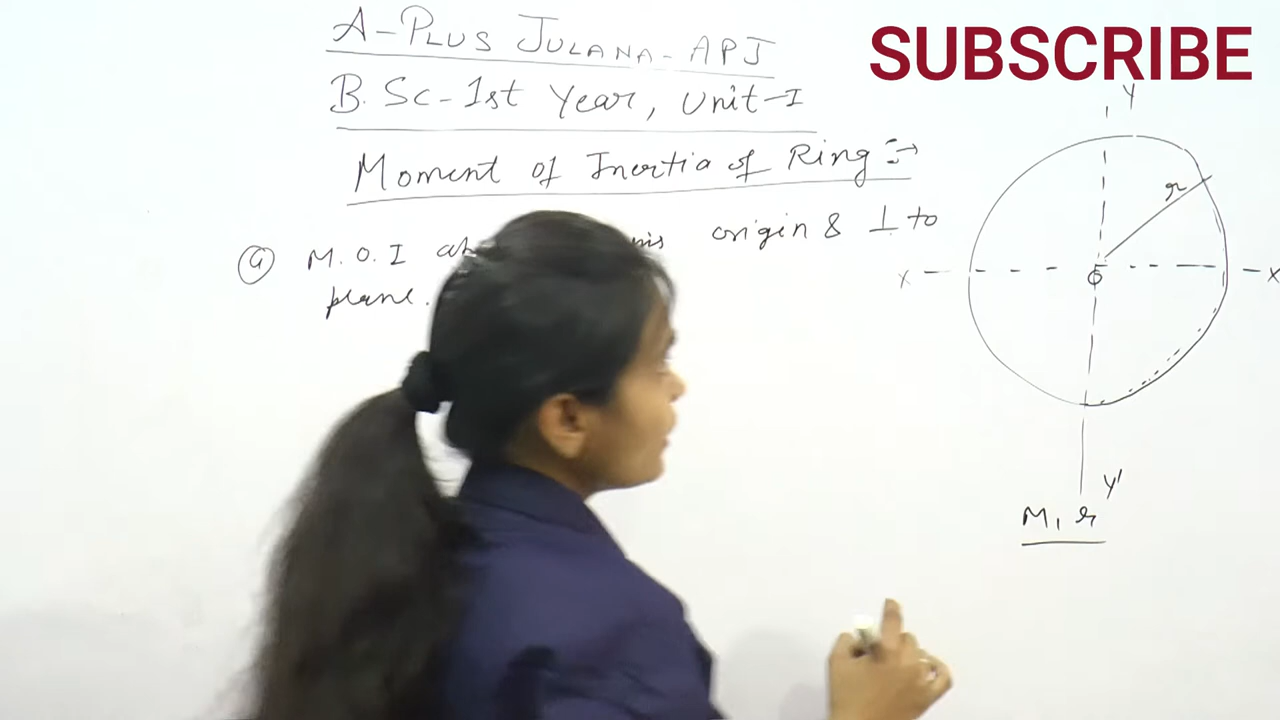 A-PLUS JULANA-APJ
SUBSCRIBE
B.Sc-1st Year, Unit-I
Moment of Inertia of Ring :→
(a) M.O.I origin & ⊥ to
plane.
Y
r
X
O
X
Y'
M, r